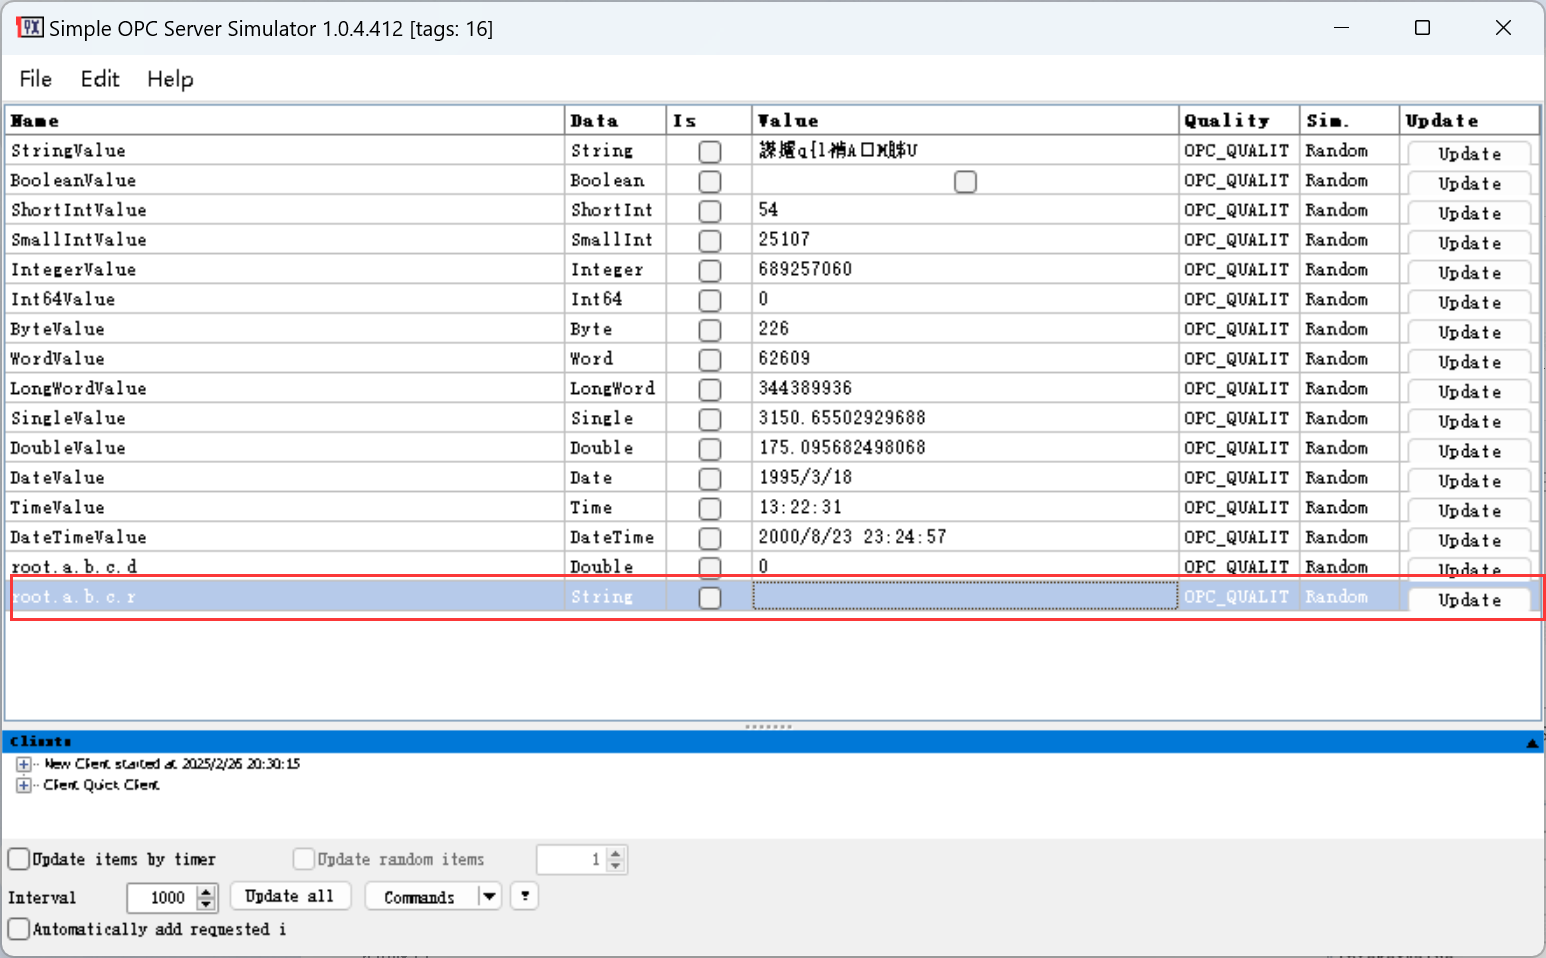 Simple OPC Server Simulator 1.0.4.412 [tags: 16]
File Edit Help
Name Data Is Value Quality Sim. Update
StringValue String OPC_QUALIT Random Update
BooleanValue Boolean OPC_QUALIT Random Update
ShortIntValue ShortInt 54 OPC_QUALIT Random Update
SmallIntValue SmallInt 25107 OPC_QUALIT Random Update
IntegerValue Integer 689257060 OPC_QUALIT Random Update
Int64Value Int64 0 OPC_QUALIT Random Update
ByteValue Byte 226 OPC_QUALIT Random Update
WordValue Word 62609 OPC_QUALIT Random Update
LongWordValue LongWord 344389936 OPC_QUALIT Random Update
SingleValue Single 3150.65502929688 OPC_QUALIT Random Update
DoubleValue Double 175.095682498068 OPC_QUALIT Random Update
DateValue Date 1995/3/18 OPC_QUALIT Random Update
TimeValue Time 13:22:31 OPC_QUALIT Random Update
DateTimeValue DateTime 2000/8/23 23:24:57 OPC_QUALIT Random Update
root.a.b.c.d Double 0 OPC_QUALIT Random Update
root.a.b.c.r String OPC_QUALIT Random Update
Clients
New Client started at 2025/2/26 20:30:15
Client Quick Client
Update items by timer Update random items 1
Interval 1000 Update all Commands ?
Automatically add requested i